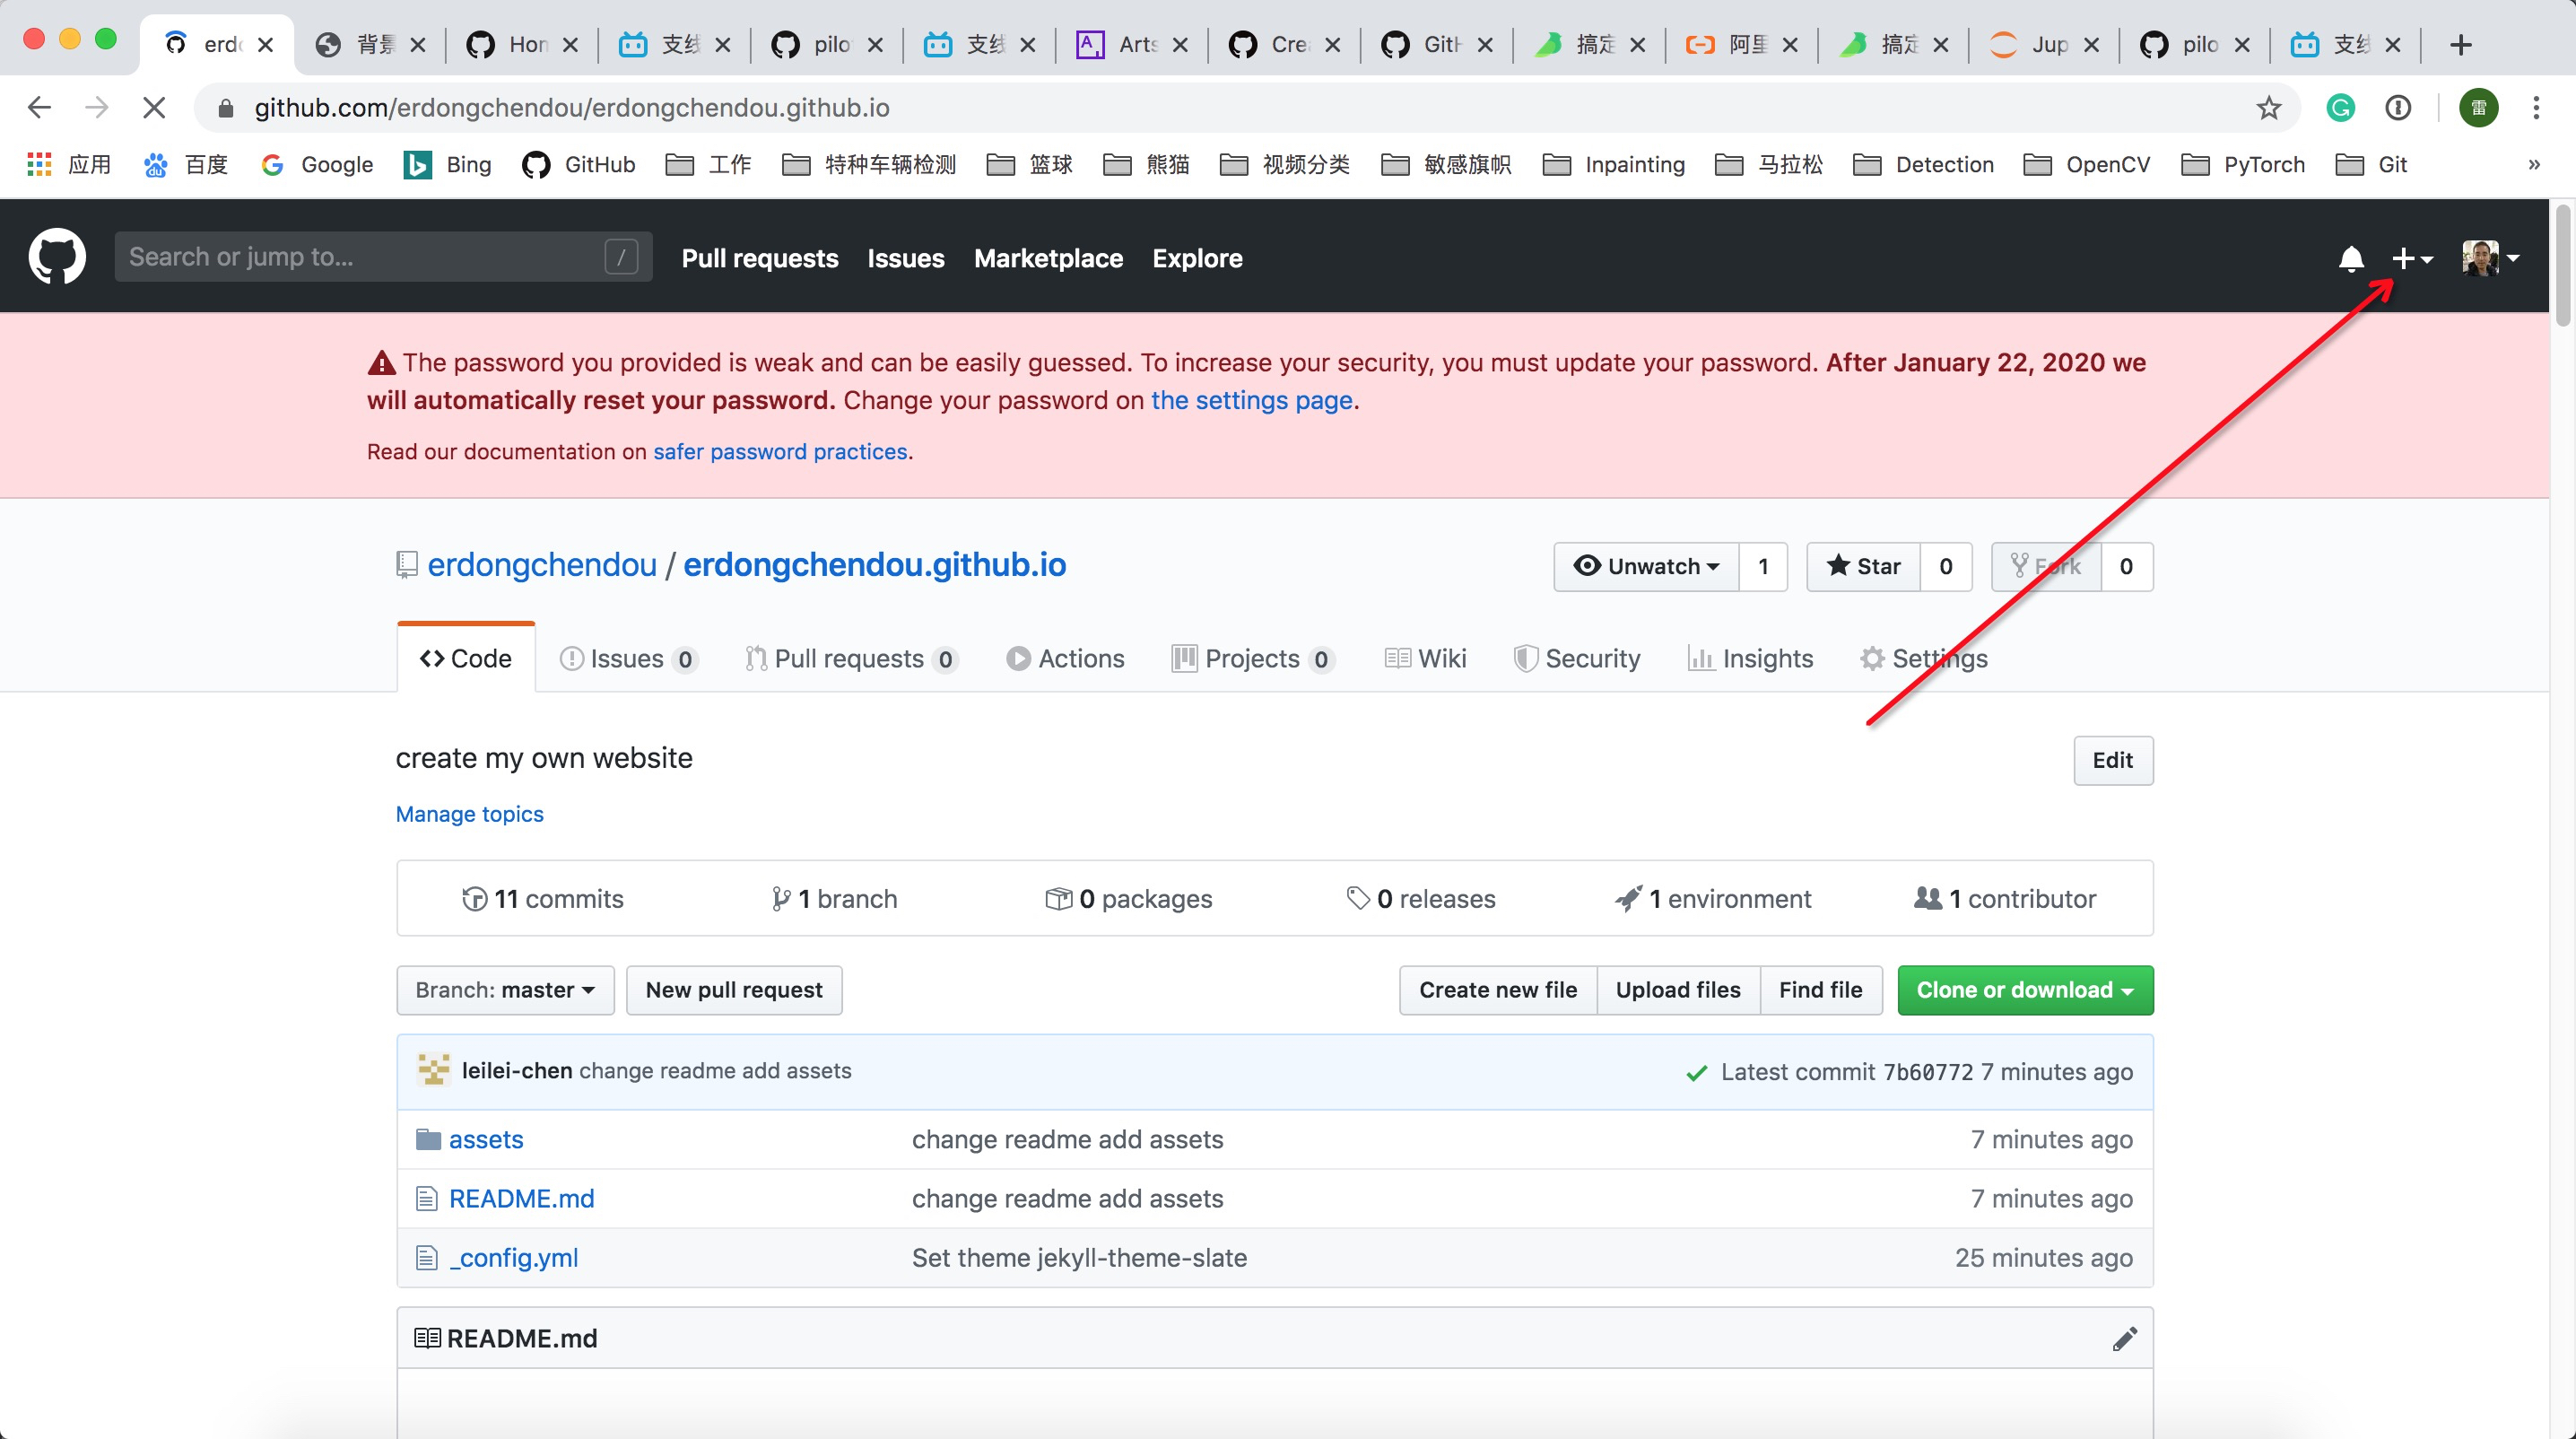 erdc
背景
Hom
支线
pilo
支线
Arts
Crea
GitH
搞定
阿里
搞定
Jup
pilo
支线
github.com/erdongchendou/erdongchendou.github.io
雷
应用 百度 Google Bing GitHub 工作 特种车辆检测 篮球 熊猫 视频分类 敏感旗帜 Inpainting 马拉松 Detection OpenCV PyTorch Git »
Search or jump to... / Pull requests Issues Marketplace Explore
The password you provided is weak and can be easily guessed. To increase your security, you must update your password. After January 22, 2020 we
will automatically reset your password. Change your password on the settings page.
Read our documentation on safer password practices.
erdongchendou / erdongchendou.github.io Unwatch 1 Star 0 Fork 0
Code Issues 0 Pull requests 0 Actions Projects 0 Wiki Security Insights Settings
create my own website Edit
Manage topics
11 commits 1 branch 0 packages 0 releases 1 environment 1 contributor
Branch: master New pull request Create new file Upload files Find file Clone or download
leilei-chen change readme add assets Latest commit 7b60772 7 minutes ago
assets change readme add assets 7 minutes ago
README.md change readme add assets 7 minutes ago
_config.yml Set theme jekyll-theme-slate 25 minutes ago
README.md